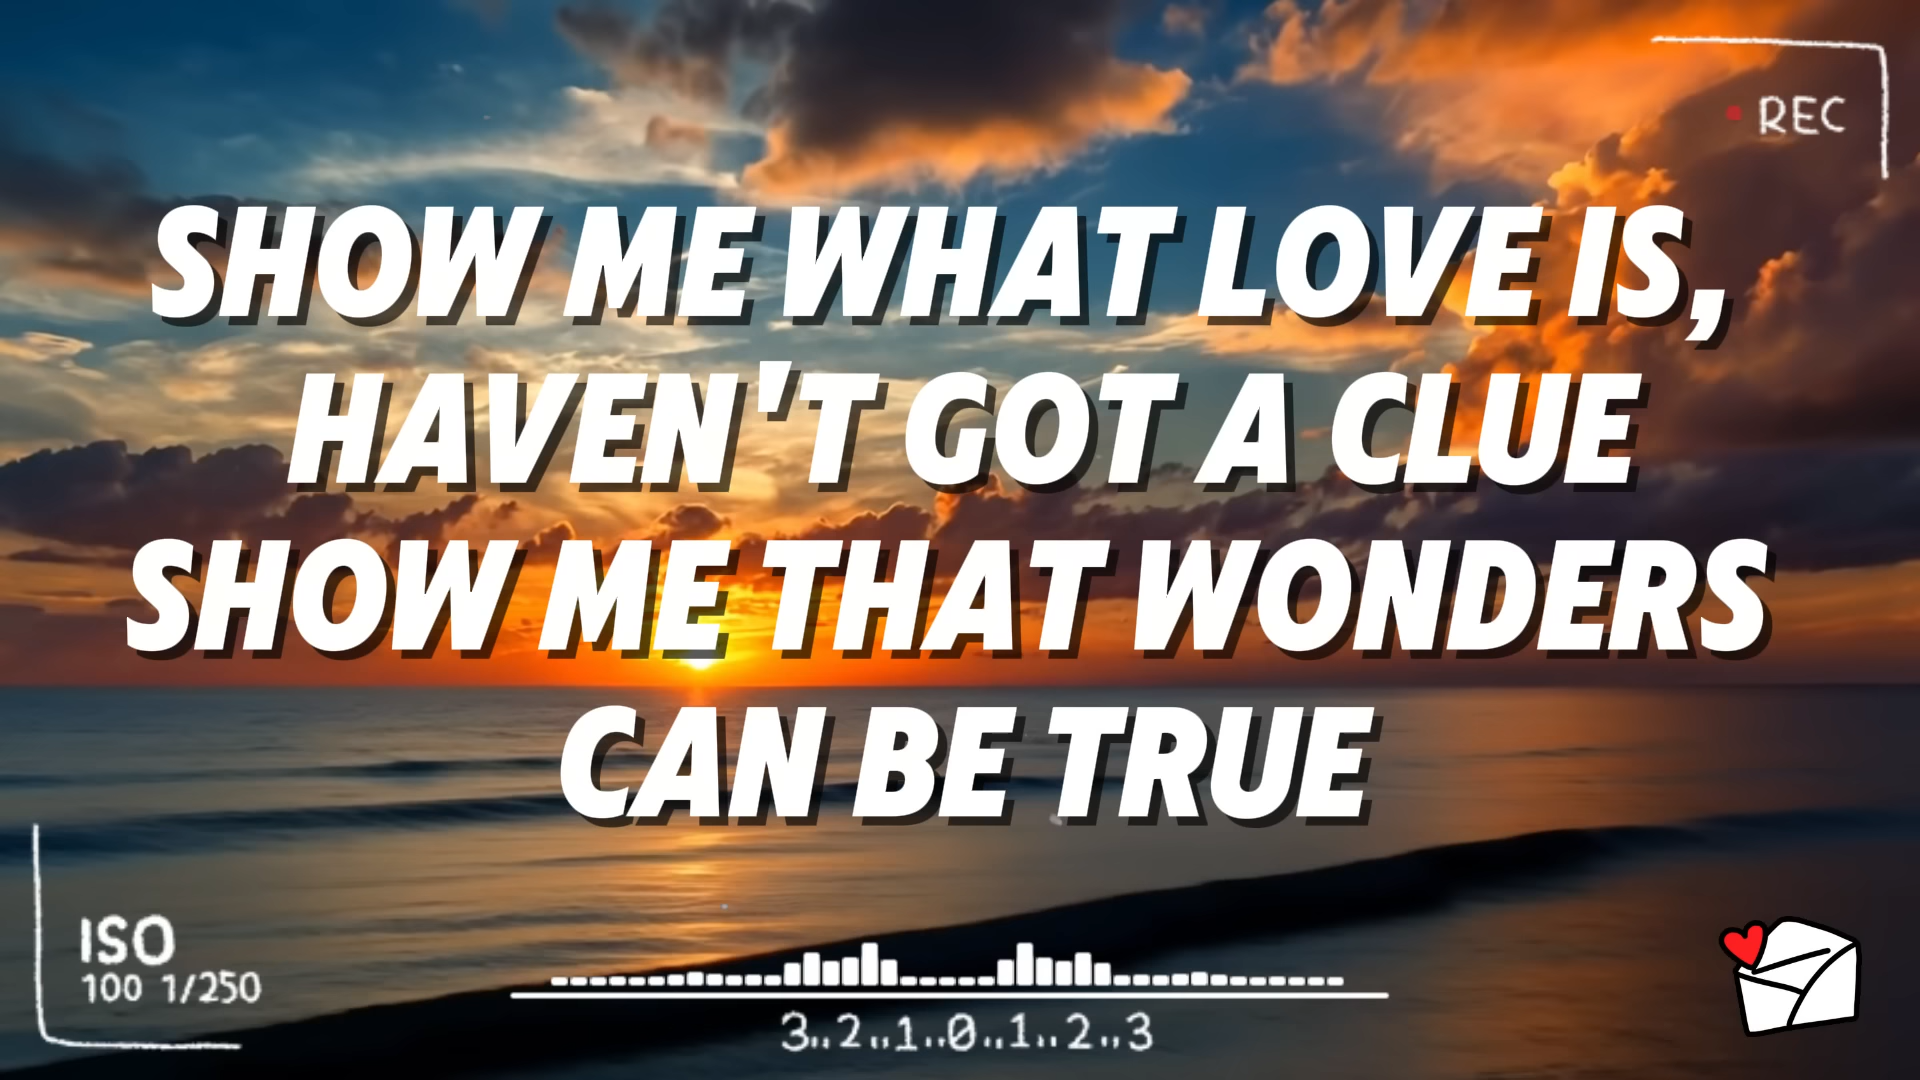 REC
SHOW ME WHAT LOVE IS,
HAVEN'T GOT A CLUE
SHOW ME THAT WONDERS
CAN BE TRUE
ISO
100 1/250
3..2..1..0..1..2..3